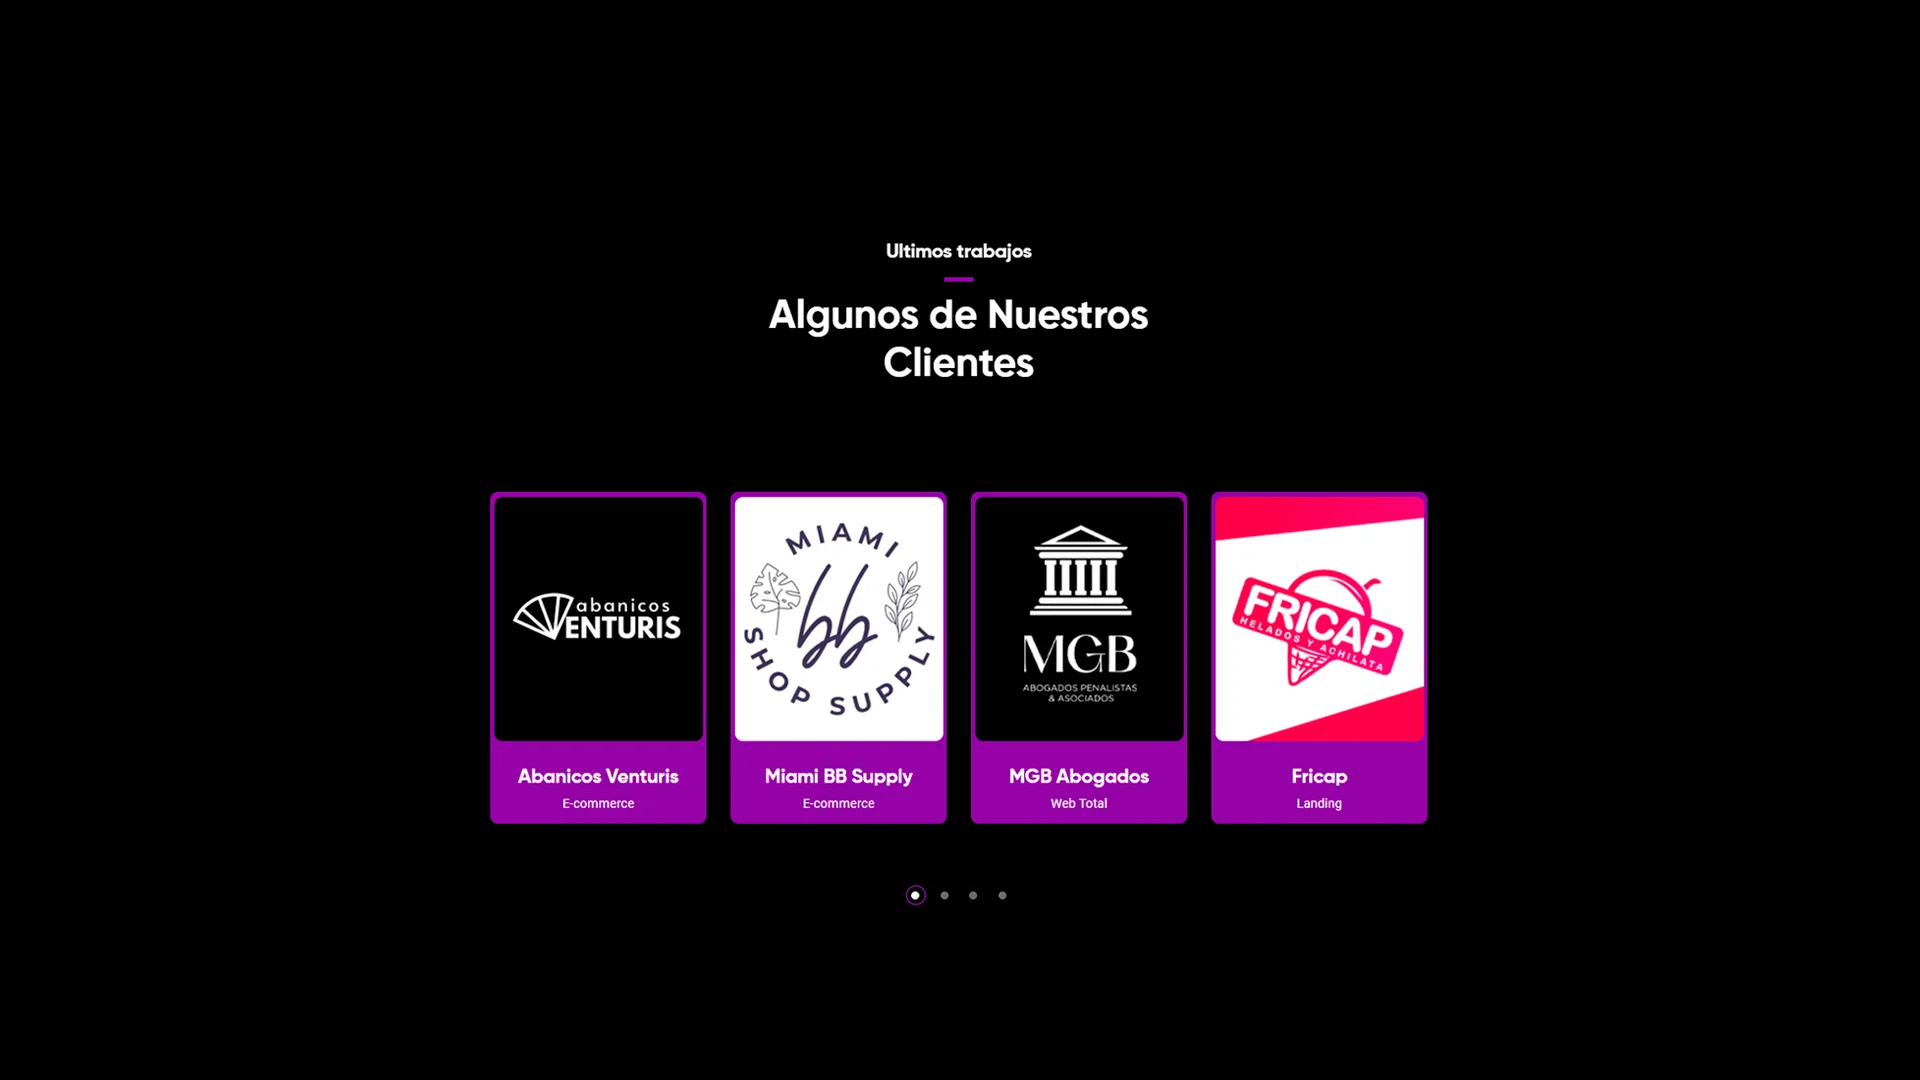 Ultimos trabajos
Algunos de Nuestros
Clientes
abanicos
VENTURIS
MIAMI
bb
SHOP SUPPLY
MGB
ABOGADOS PENALISTAS
& ASOCIADOS
FRICAP
HELADOS Y ACHILATA
Abanicos Venturis
E-commerce
Miami BB Supply
E-commerce
MGB Abogados
Web Total
Fricap
Landing